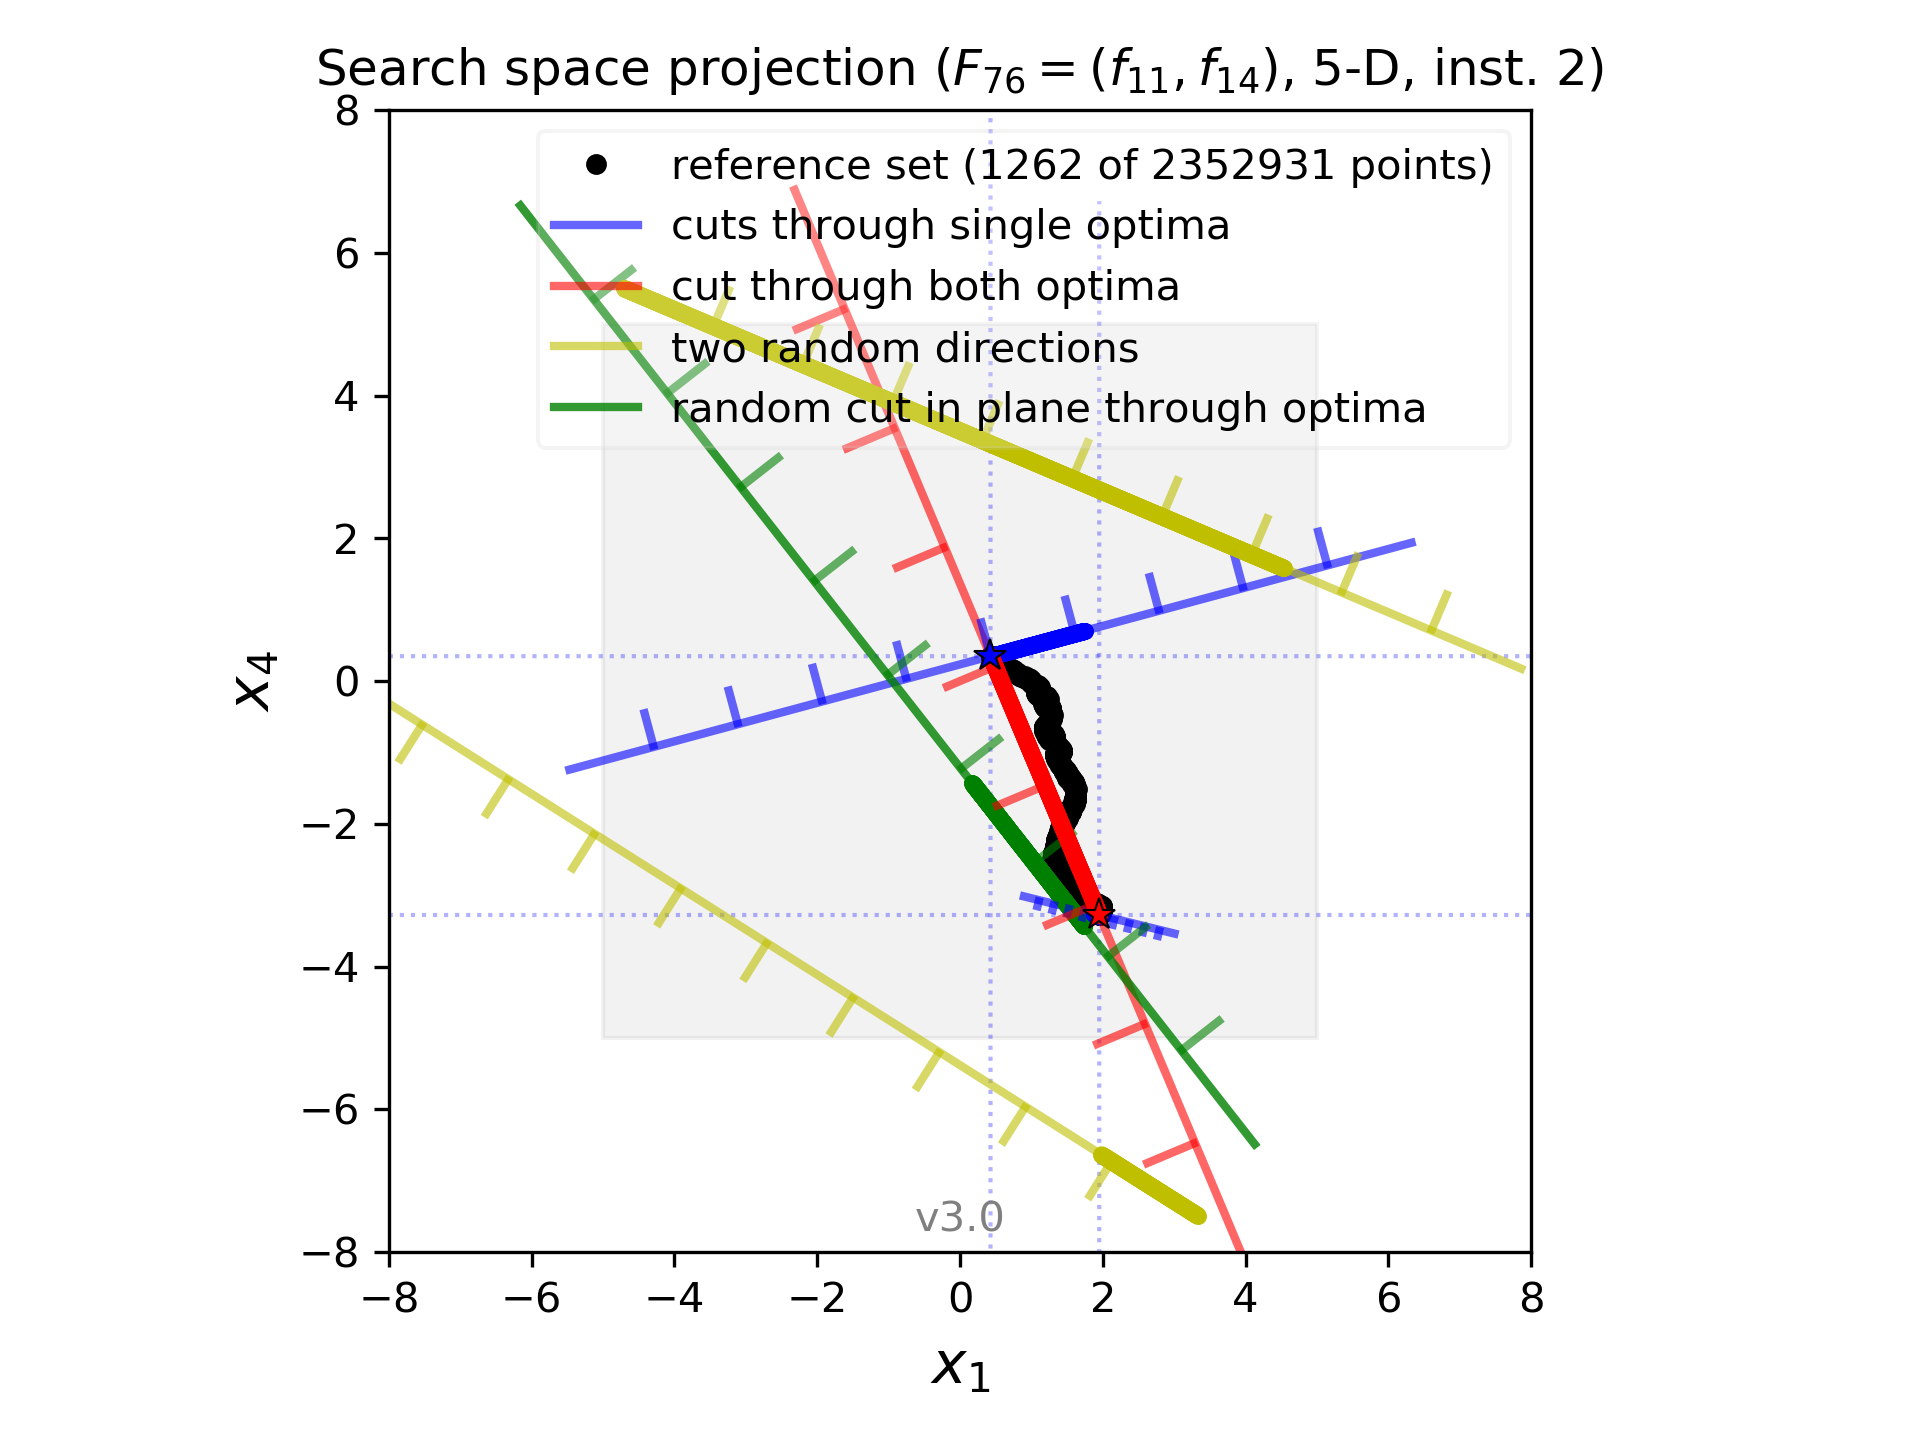 Search space projection (F76 = (f11, f14), 5-D, inst. 2)
reference set (1262 of 2352931 points)
cuts through single optima
cut through both optima
two random directions
random cut in plane through optima
8
6
4
2
0
−2
−4
−6
−8
x4
v3.0
−8 −6 −4 −2 0 2 4 6 8
x1